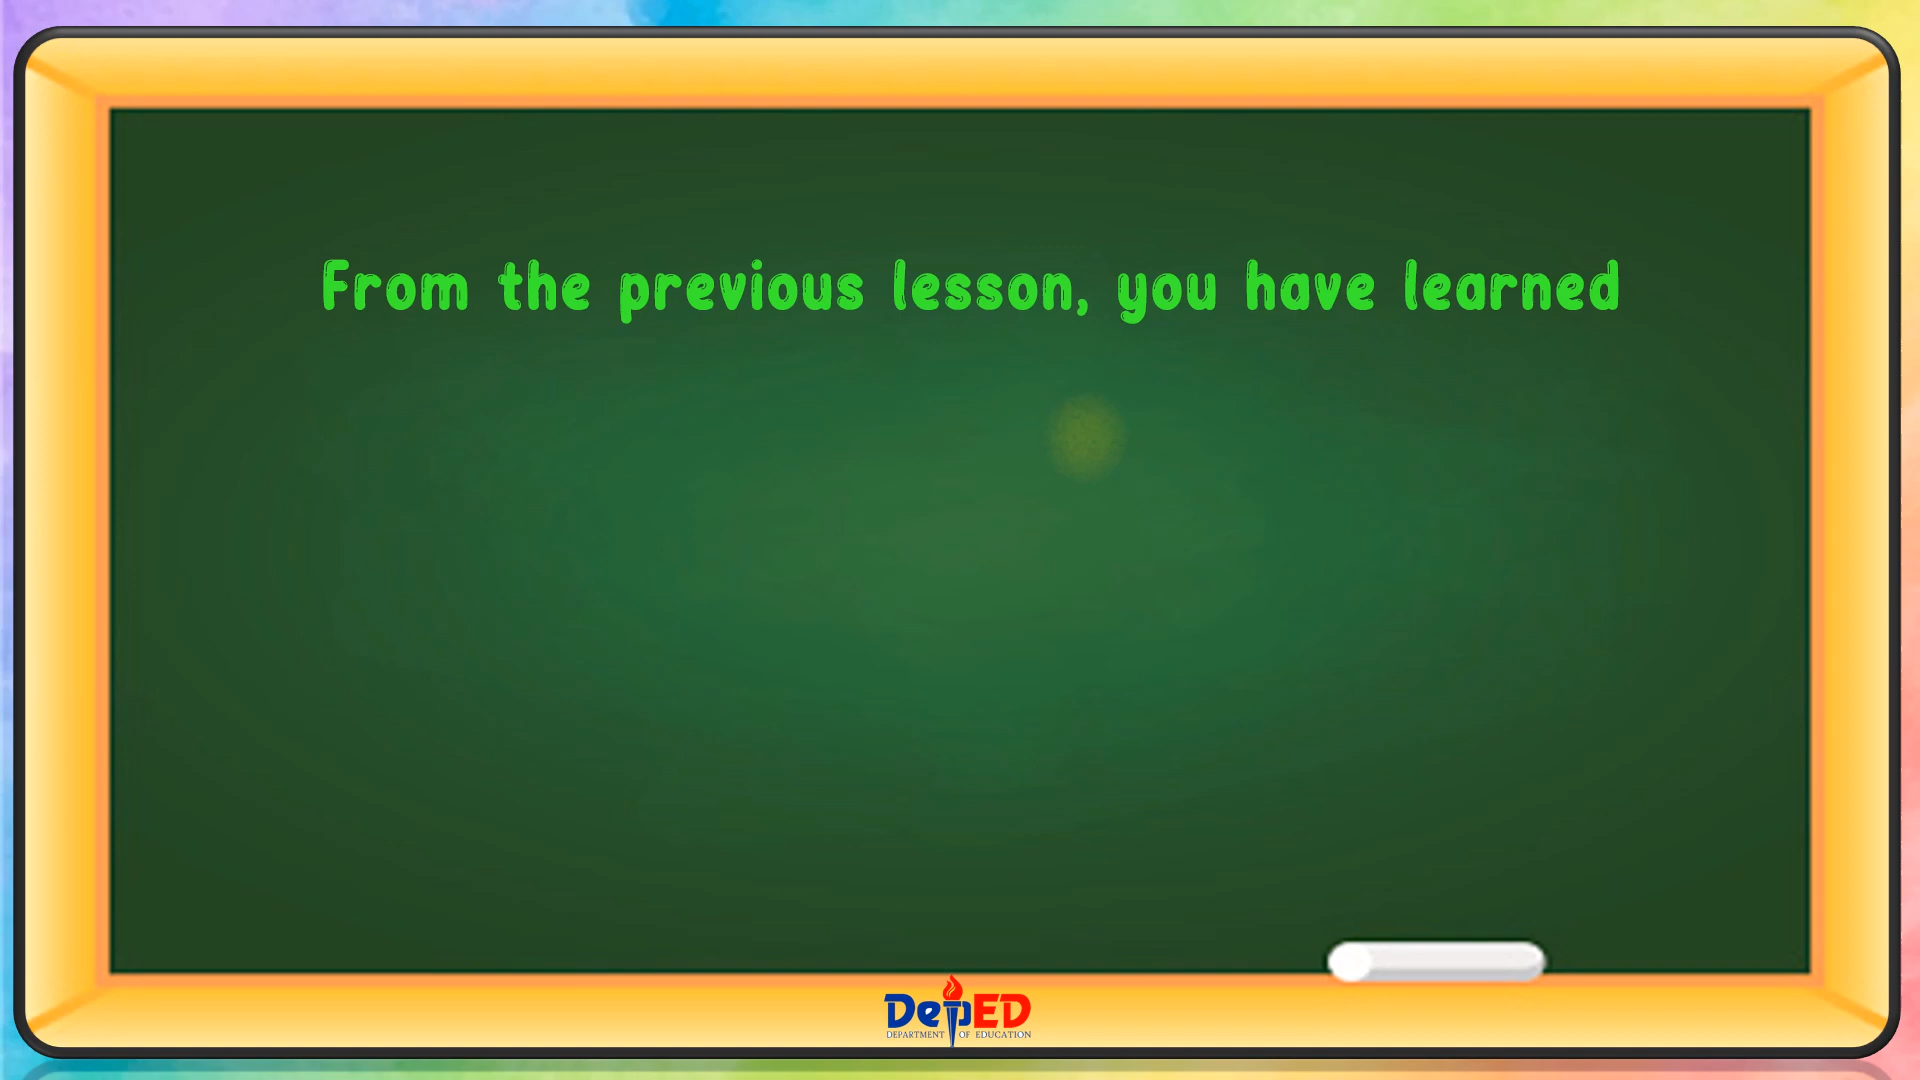 From the previous lesson, you have learned
DepED
DEPARTMENT OF EDUCATION